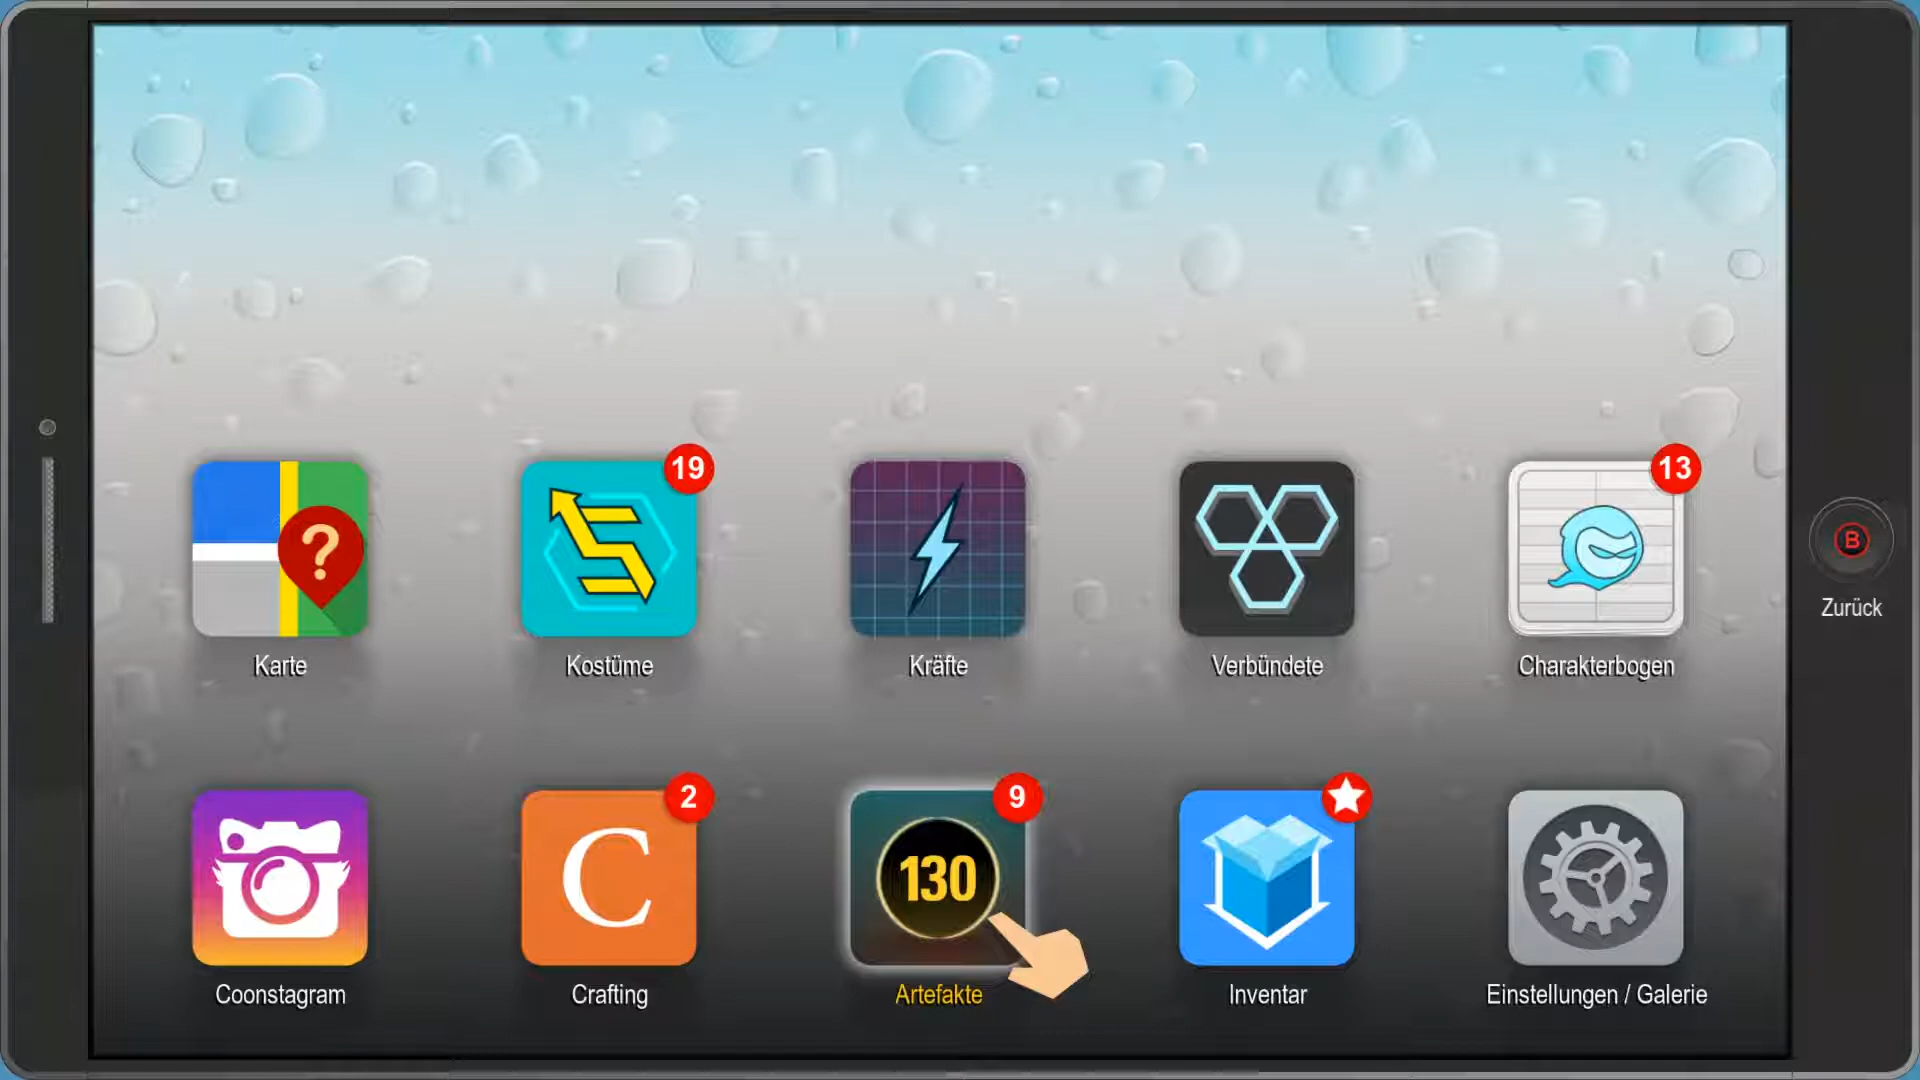 19
13
?
B
Zurück
Karte
Kostüme
Kräfte
Verbündete
Charakterbogen
2
9
C
130
Coonstagram
Crafting
Artefakte
Inventar
Einstellungen / Galerie